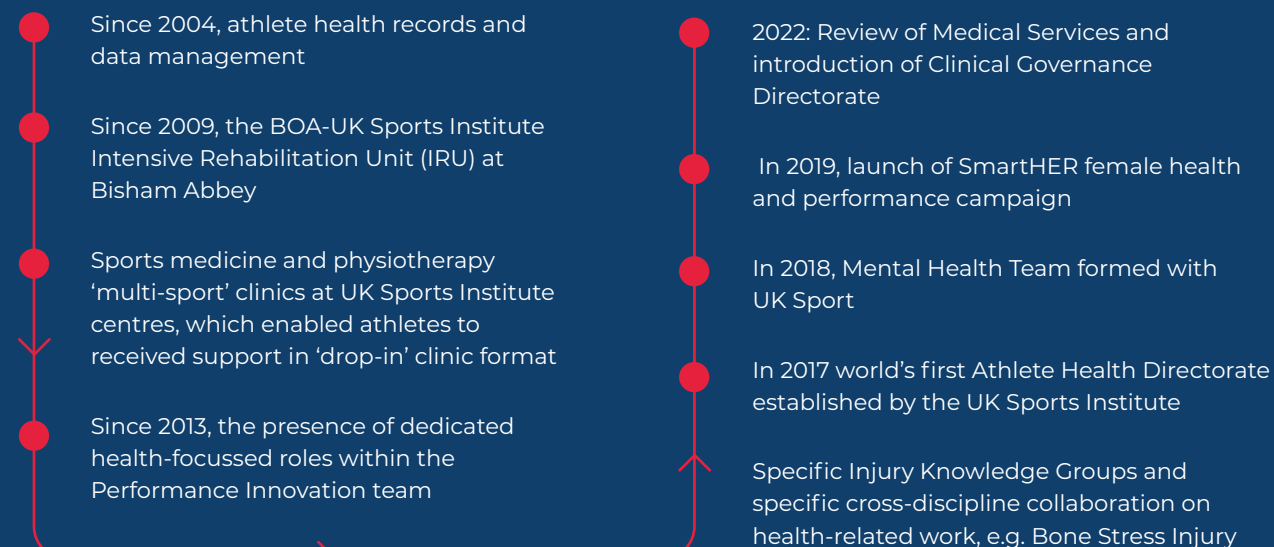 Since 2004, athlete health records and
data management
Since 2009, the BOA-UK Sports Institute
Intensive Rehabilitation Unit (IRU) at
Bisham Abbey
Sports medicine and physiotherapy
‘multi-sport’ clinics at UK Sports Institute
centres, which enabled athletes to
received support in ‘drop-in’ clinic format
Since 2013, the presence of dedicated
health-focussed roles within the
Performance Innovation team
2022: Review of Medical Services and
introduction of Clinical Governance
Directorate
In 2019, launch of SmartHER female health
and performance campaign
In 2018, Mental Health Team formed with
UK Sport
In 2017 world’s first Athlete Health Directorate
established by the UK Sports Institute
Specific Injury Knowledge Groups and
specific cross-discipline collaboration on
health-related work, e.g. Bone Stress Injury